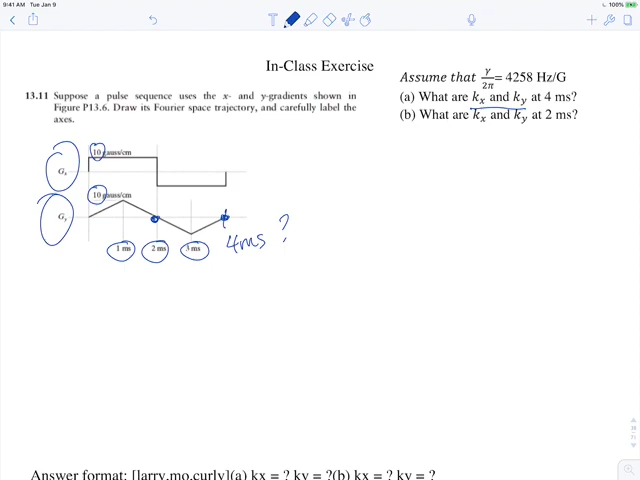 9:41 AM Tue Jan 9
100%
In-Class Exercise
Assume that γ/2π = 4258 Hz/G
(a) What are kx and ky at 4 ms?
(b) What are kx and ky at 2 ms?
13.11 Suppose a pulse sequence uses the x- and y-gradients shown in
Figure P13.6. Draw its Fourier space trajectory, and carefully label the
axes.
10 gauss/cm
Gx
10 gauss/cm
Gy
1 ms 2 ms 3 ms
4ms ?
Answer format: [larry,mo,curly](a) kx = ? ky = ?(b) kx = ? ky = ?